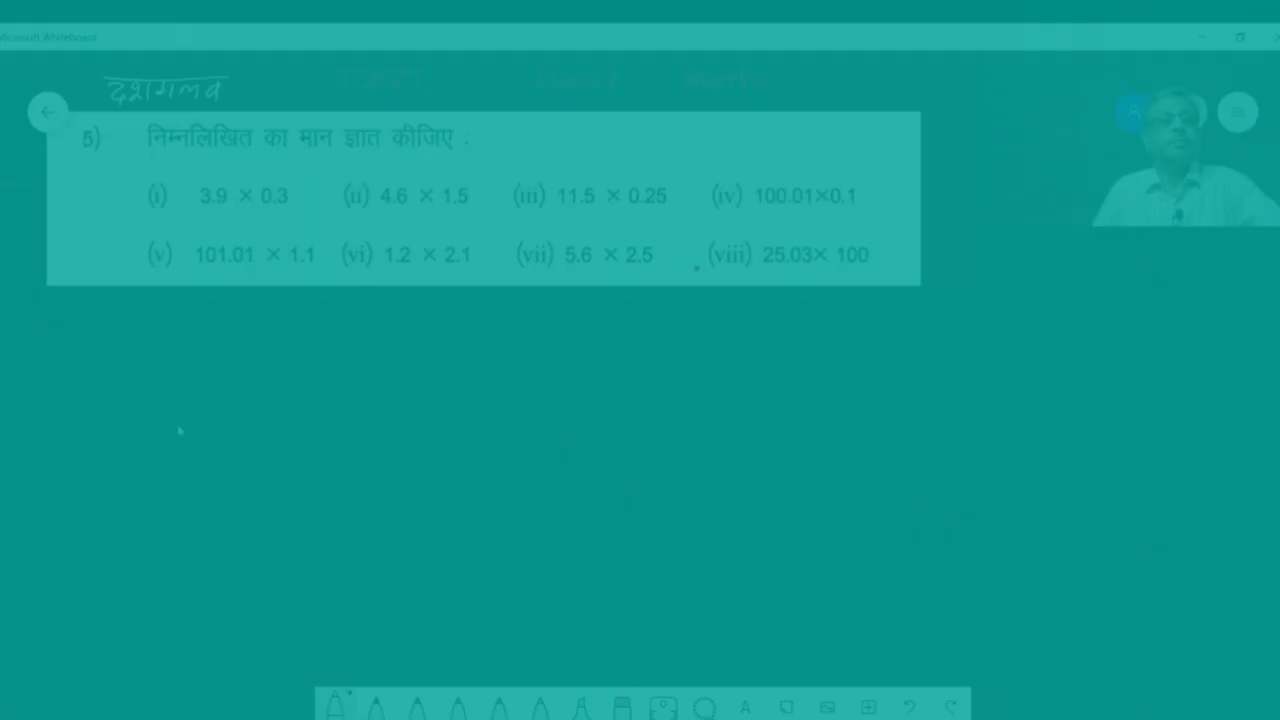 Microsoft Whiteboard
दशमलव
5) निम्नलिखित का मान ज्ञात कीजिए :
(i) 3.9 × 0.3 (ii) 4.6 × 1.5 (iii) 11.5 × 0.25 (iv) 100.01×0.1
(v) 101.01 × 1.1 (vi) 1.2 × 2.1 (vii) 5.6 × 2.5 (viii) 25.03× 100